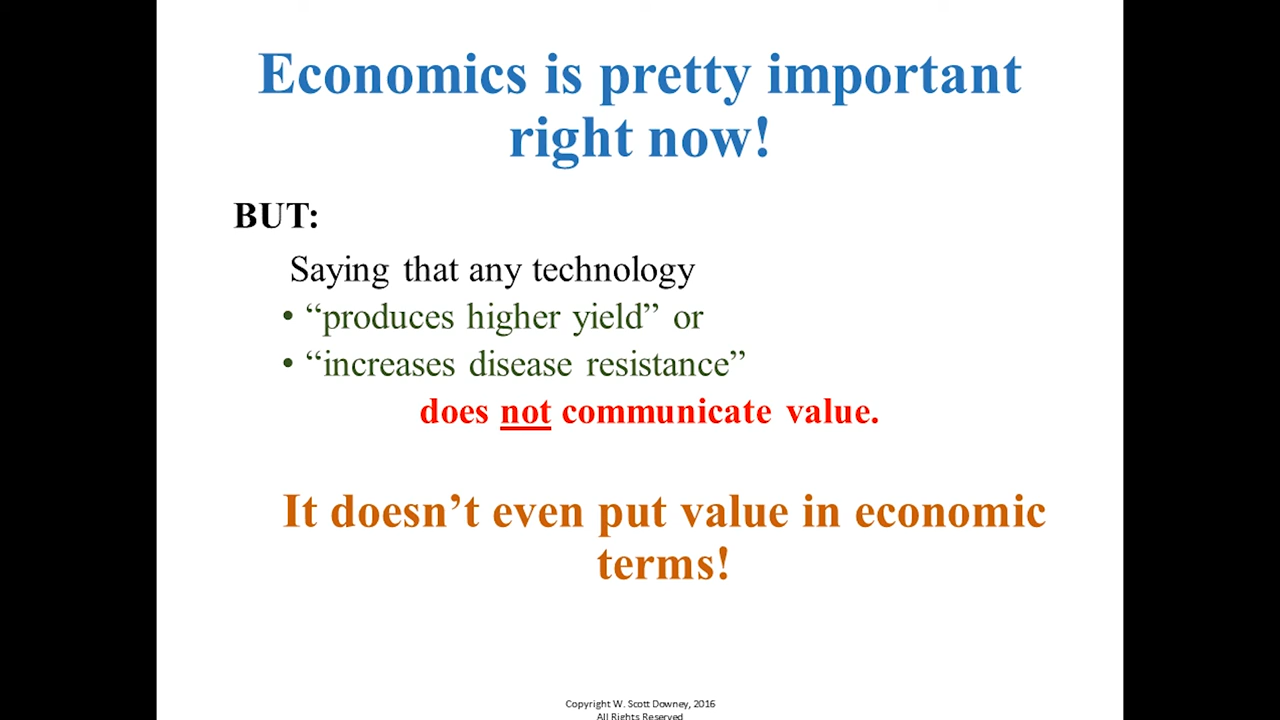 Economics is pretty important
right now!
BUT:
Saying that any technology
• “produces higher yield” or
• “increases disease resistance”
does not communicate value.
It doesn’t even put value in economic
terms!
Copyright W. Scott Downey, 2016
All Rights Reserved